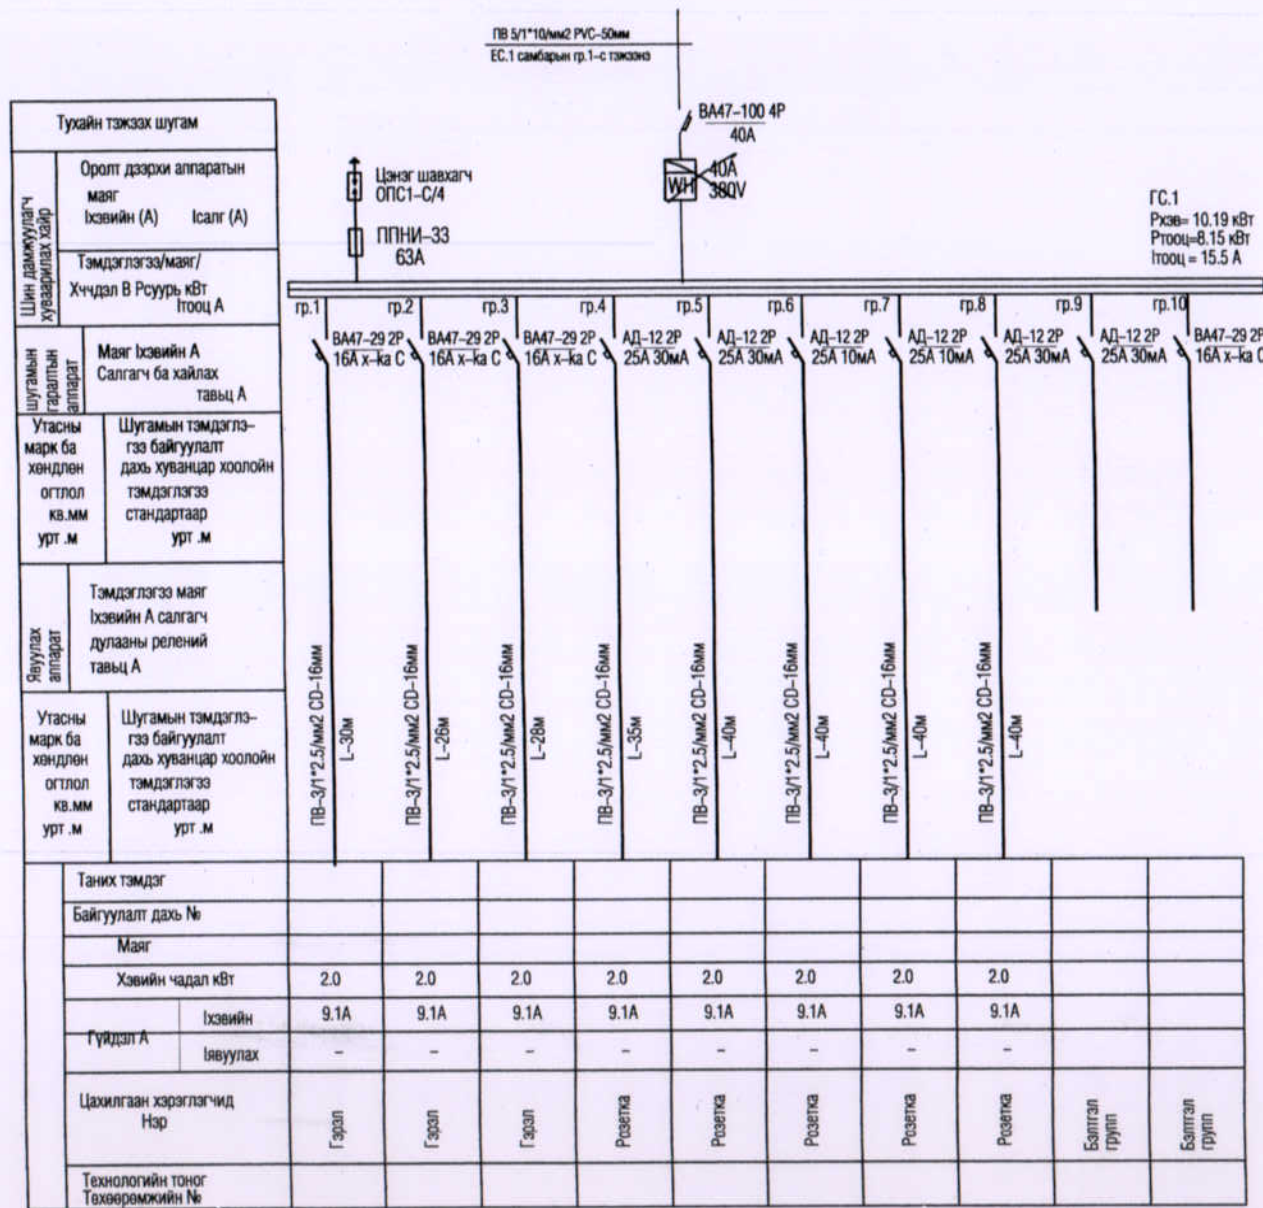 ПВ 5/1*10/мм2 PVC-50мм
ЕС.1 самбарын гр.1-с тэжээнэ
Тухайн тэжээх шугам
Шин дамжуулагч
хуваарилах хайр
Оролт дээрхи аппаратын
маяг
Iхэвийн (А) Iсалг (А)
Тэмдэглэгээ/маяг/
Хччдэл В Рсуурь кВт
Iтооц А
Цэнэг шавхагч
ОПС1-С/4
ППНИ-33
63А
ВА47-100 4Р
40А
WH
40А
380V
ГС.1
Рхэв= 10.19 кВт
Ртооц=8.15 кВт
Iтооц = 15.5 А
гр.1 гр.2 гр.3 гр.4 гр.5 гр.6 гр.7 гр.8 гр.9 гр.10
ВА47-29 2Р ВА47-29 2Р ВА47-29 2Р АД-12 2Р АД-12 2Р АД-12 2Р АД-12 2Р АД-12 2Р АД-12 2Р ВА47-29 2Р
16А х-ка С 16А х-ка С 16А х-ка С 25А 30мА 25А 30мА 25А 10мА 25А 10мА 25А 30мА 25А 30мА 16А х-ка С
шугамын
гаралтын
аппарат
Маяг Iхэвийн А
Салгагч ба хайлах
тавьц А
Утасны
марк ба
хөндлөн
огтлол
кв.мм
урт .м
Шугамын тэмдэглэ-
гээ байгуулалт
дахь хуванцар хоолойн
тэмдэглэгээ
стандартаар
урт .м
Явуулах
аппарат
Тэмдэглэгээ маяг
Iхэвийн А салгагч
дулааны релений
тавьц А
Утасны
марк ба
хөндлөн
огтлол
кв.мм
урт .м
Шугамын тэмдэглэ-
гээ байгуулалт
дахь хуванцар хоолойн
тэмдэглэгээ
стандартаар
урт .м
ПВ-3/1*2.5/мм2 CD-16мм
L-30м
ПВ-3/1*2.5/мм2 CD-16мм
L-26м
ПВ-3/1*2.5/мм2 CD-16мм
L-28м
ПВ-3/1*2.5/мм2 CD-16мм
L-35м
ПВ-3/1*2.5/мм2 CD-16мм
L-40м
ПВ-3/1*2.5/мм2 CD-16мм
L-40м
ПВ-3/1*2.5/мм2 CD-16мм
L-40м
ПВ-3/1*2.5/мм2 CD-16мм
L-40м
Таних тэмдэг
Байгуулалт дахь №
Маяг
Хэвийн чадал кВт 2.0 2.0 2.0 2.0 2.0 2.0 2.0 2.0
Гүйдэл А
Iхэвийн 9.1А 9.1А 9.1А 9.1А 9.1А 9.1А 9.1А 9.1А
Iявуулах - - - - - - - -
Цахилгаан хэрэглэгчид
Нэр
Гэрэл
Гэрэл
Гэрэл
Розетка
Розетка
Розетка
Розетка
Розетка
Бэлтгэл
групп
Бэлтгэл
групп
Технологийн тоног
Төхөөрөмжийн №